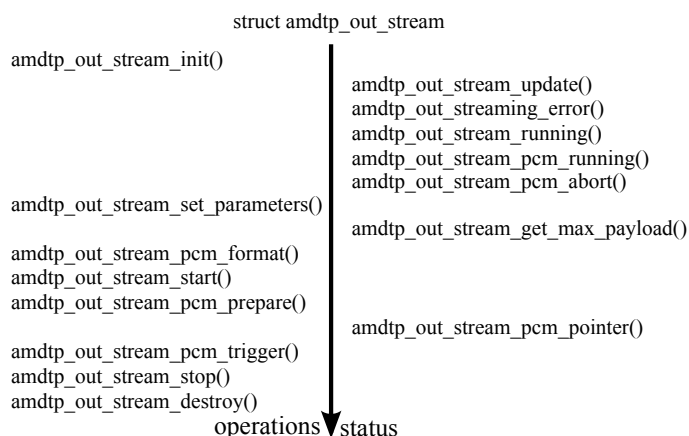 struct amdtp_out_stream
amdtp_out_stream_init()
amdtp_out_stream_update()
amdtp_out_streaming_error()
amdtp_out_stream_running()
amdtp_out_stream_pcm_running()
amdtp_out_stream_pcm_abort()
amdtp_out_stream_set_parameters()
amdtp_out_stream_get_max_payload()
amdtp_out_stream_pcm_format()
amdtp_out_stream_start()
amdtp_out_stream_pcm_prepare()
amdtp_out_stream_pcm_pointer()
amdtp_out_stream_pcm_trigger()
amdtp_out_stream_stop()
amdtp_out_stream_destroy()
operations status